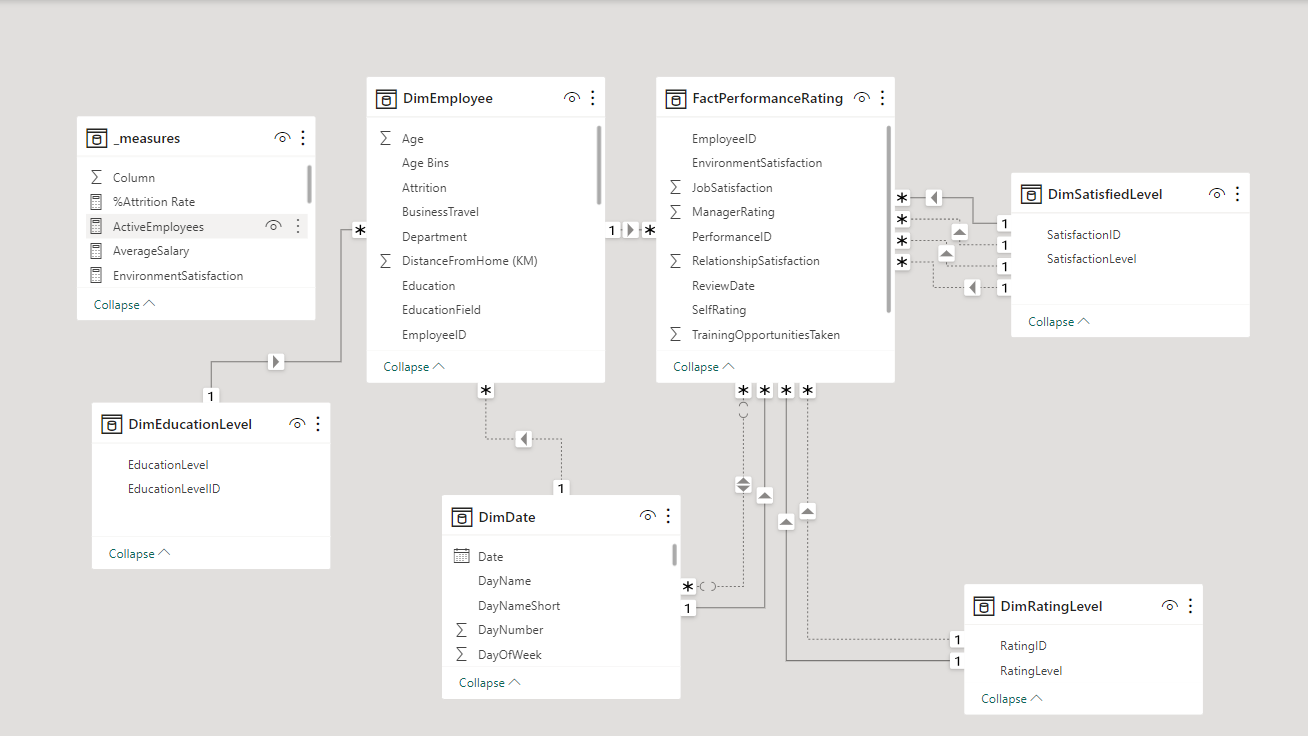 _measures
Column
%Attrition Rate
ActiveEmployees
AverageSalary
EnvironmentSatisfaction
Collapse
DimEmployee
Age
Age Bins
Attrition
BusinessTravel
Department
DistanceFromHome (KM)
Education
EducationField
EmployeeID
Collapse
FactPerformanceRating
EmployeeID
EnvironmentSatisfaction
JobSatisfaction
ManagerRating
PerformanceID
RelationshipSatisfaction
ReviewDate
SelfRating
TrainingOpportunitiesTaken
Collapse
DimSatisfiedLevel
SatisfactionID
SatisfactionLevel
Collapse
DimEducationLevel
EducationLevel
EducationLevelID
Collapse
DimDate
Date
DayName
DayNameShort
DayNumber
DayOfWeek
Collapse
DimRatingLevel
RatingID
RatingLevel
Collapse
*
1
1
*
*
*
*
*
1
1
1
1
*
1
*
*
*
*
*
1
1
1